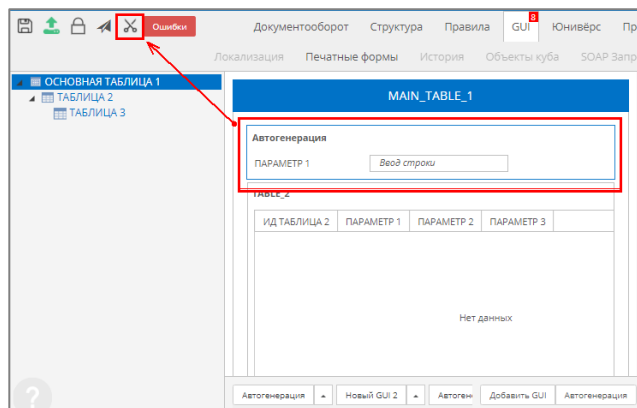 Ошибки
Документооборот Структура Правила GUI 8 Юнивёрс Пр
Локализация Печатные формы История Объекты куба SOAP Запр
ОСНОВНАЯ ТАБЛИЦА 1
ТАБЛИЦА 2
ТАБЛИЦА 3
MAIN_TABLE_1
Автогенерация
ПАРАМЕТР 1 Ввод строки
TABLE_2
ИД ТАБЛИЦА 2 ПАРАМЕТР 1 ПАРАМЕТР 2 ПАРАМЕТР 3
Нет данных
? Автогенерация Новый GUI 2 Автоген Добавить GUI Автогенерация